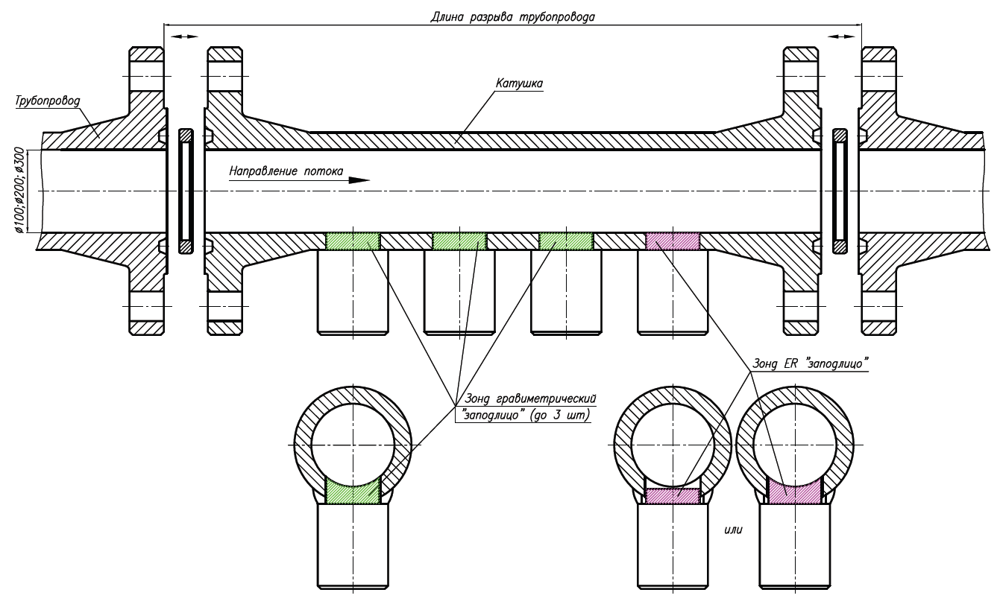 Длина разрыва трубопровода
Катушка
Трубопровод
ø100;ø200;ø300
Направление потока
Зонд ER "заподлицо"
Зонд гравиметрический
"заподлицо" (до 3 шт)
или